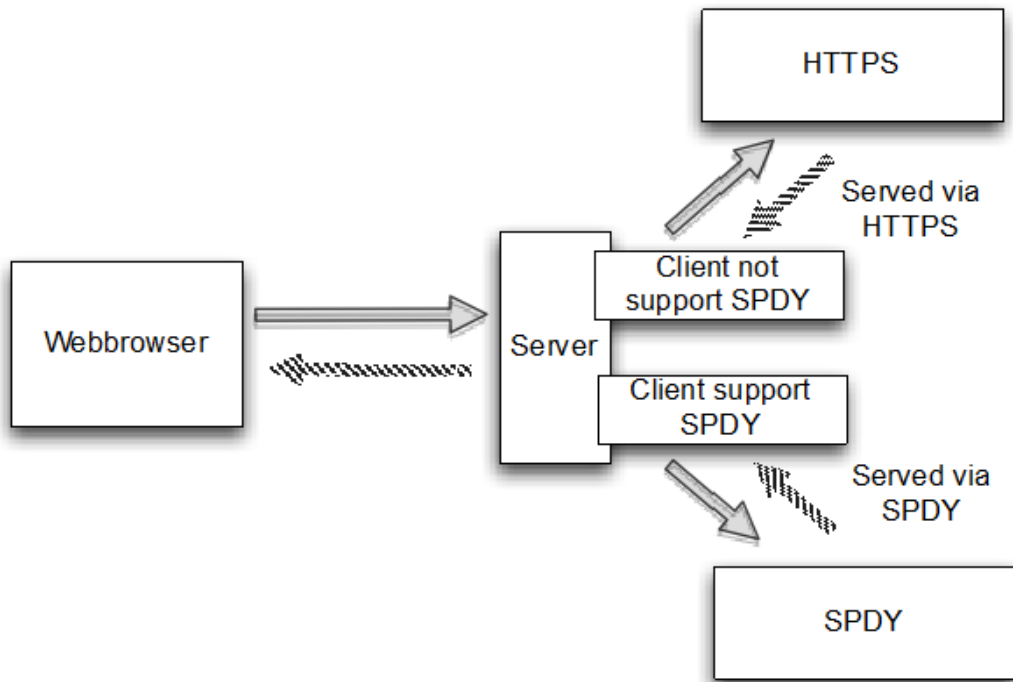 HTTPS
Served via
HTTPS
Client not
support SPDY
Webbrowser
Server
Client support
SPDY
Served via
SPDY
SPDY